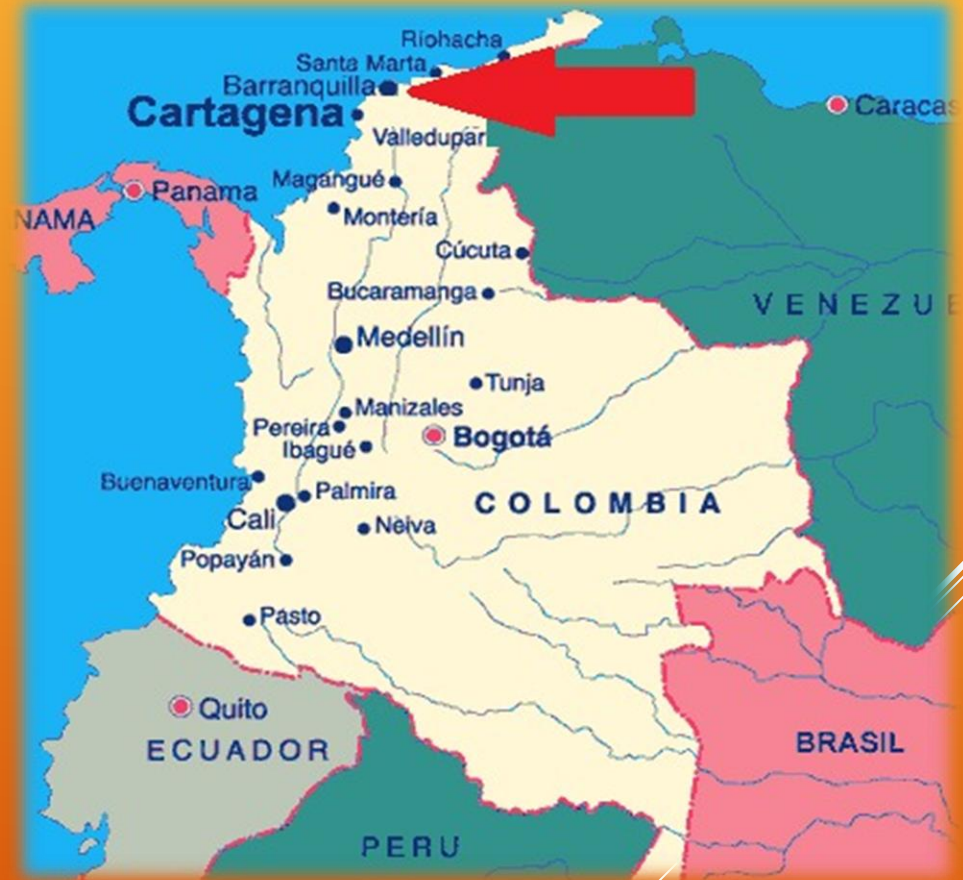 Riohacha
Santa Marta
Barranquilla
Cartagena
Caracas
Valledupar
Magangué
Panama
NAMA
Montería
Cúcuta
Bucaramanga
VENEZUE
Medellín
Tunja
Manizales
Pereira
Bogotá
Ibagué
Buenaventura
Palmira
COLOMBIA
Cali
Neiva
Popayán
Pasto
Quito
ECUADOR
BRASIL
PERU